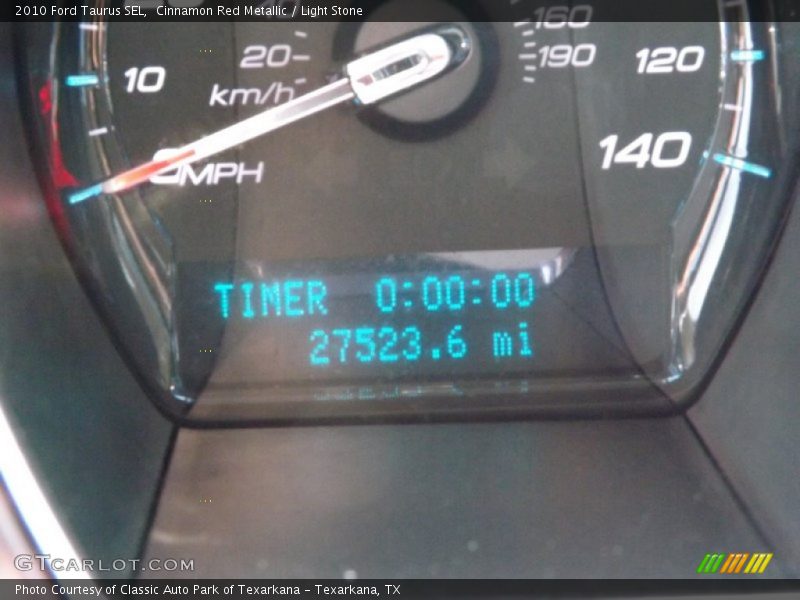 2010 Ford Taurus SEL,  Cinnamon Red Metallic / Light Stone
160
20 190 120
10
km/h
140
0 MPH
TIMER 0:00:00
27523.6 mi
GTCARLOT.COM
Photo Courtesy of Classic Auto Park of Texarkana – Texarkana, TX